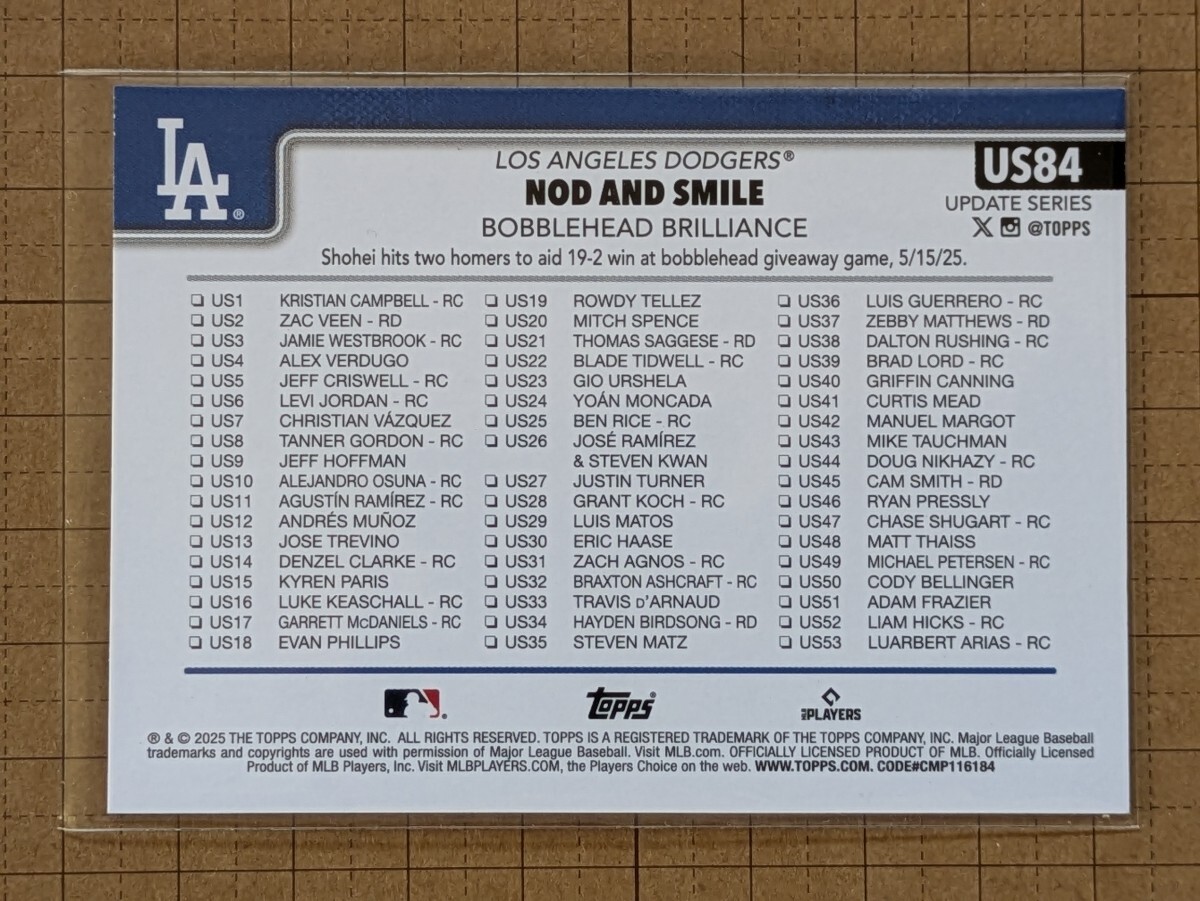 LA®
LOS ANGELES DODGERS®
US84
NOD AND SMILE
UPDATE SERIES
BOBBLEHEAD BRILLIANCE
X @TOPPS
Shohei hits two homers to aid 19-2 win at bobblehead giveaway game, 5/15/25.
❏ US1 KRISTIAN CAMPBELL - RC
❏ US2 ZAC VEEN - RD
❏ US3 JAMIE WESTBROOK - RC
❏ US4 ALEX VERDUGO
❏ US5 JEFF CRISWELL - RC
❏ US6 LEVI JORDAN - RC
❏ US7 CHRISTIAN VÁZQUEZ
❏ US8 TANNER GORDON - RC
❏ US9 JEFF HOFFMAN
❏ US10 ALEJANDRO OSUNA - RC
❏ US11 AGUSTÍN RAMÍREZ - RC
❏ US12 ANDRÉS MUÑOZ
❏ US13 JOSE TREVINO
❏ US14 DENZEL CLARKE - RC
❏ US15 KYREN PARIS
❏ US16 LUKE KEASCHALL - RC
❏ US17 GARRETT McDANIELS - RC
❏ US18 EVAN PHILLIPS
❏ US19 ROWDY TELLEZ
❏ US20 MITCH SPENCE
❏ US21 THOMAS SAGGESE - RD
❏ US22 BLADE TIDWELL - RC
❏ US23 GIO URSHELA
❏ US24 YOÁN MONCADA
❏ US25 BEN RICE - RC
❏ US26 JOSÉ RAMÍREZ
& STEVEN KWAN
❏ US27 JUSTIN TURNER
❏ US28 GRANT KOCH - RC
❏ US29 LUIS MATOS
❏ US30 ERIC HAASE
❏ US31 ZACH AGNOS - RC
❏ US32 BRAXTON ASHCRAFT - RC
❏ US33 TRAVIS D'ARNAUD
❏ US34 HAYDEN BIRDSONG - RD
❏ US35 STEVEN MATZ
❏ US36 LUIS GUERRERO - RC
❏ US37 ZEBBY MATTHEWS - RD
❏ US38 DALTON RUSHING - RC
❏ US39 BRAD LORD - RC
❏ US40 GRIFFIN CANNING
❏ US41 CURTIS MEAD
❏ US42 MANUEL MARGOT
❏ US43 MIKE TAUCHMAN
❏ US44 DOUG NIKHAZY - RC
❏ US45 CAM SMITH - RD
❏ US46 RYAN PRESSLY
❏ US47 CHASE SHUGART - RC
❏ US48 MATT THAISS
❏ US49 MICHAEL PETERSEN - RC
❏ US50 CODY BELLINGER
❏ US51 ADAM FRAZIER
❏ US52 LIAM HICKS - RC
❏ US53 LUARBERT ARIAS - RC
Topps®
MLB PLAYERS
® & © 2025 THE TOPPS COMPANY, INC. ALL RIGHTS RESERVED. TOPPS IS A REGISTERED TRADEMARK OF THE TOPPS COMPANY, INC. Major League Baseball
trademarks and copyrights are used with permission of Major League Baseball. Visit MLB.com. OFFICIALLY LICENSED PRODUCT OF MLB. Officially Licensed
Product of MLB Players, Inc. Visit MLBPLAYERS.COM, the Players Choice on the web. WWW.TOPPS.COM. CODE#CMP116184